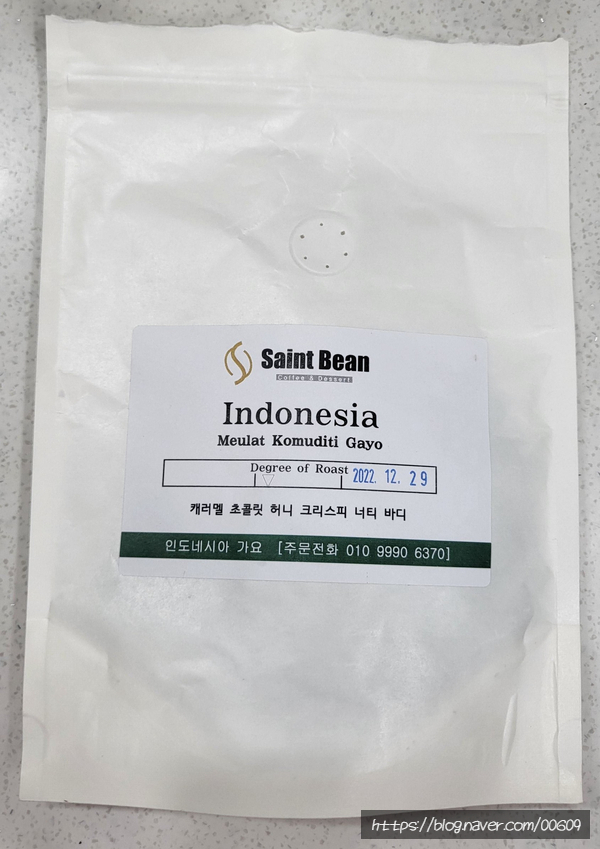 Saint Bean
Coffee & Dessert
Indonesia
Meulat Komuditi Gayo
Degree of Roast 2022. 12. 29
캐러멜 초콜릿 허니 크리스피 너티 바디
인도네시아 가요 [주문전화 010 9990 6370]
https://blog.naver.com/00609